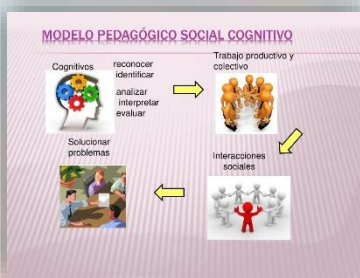 MODELO PEDAGÓGICO SOCIAL COGNITIVO
Cognitivos
reconocer
identificar
analizar
interpretar
evaluar
Trabajo productivo y
colectivo
Interacciones
sociales
Solucionar
problemas